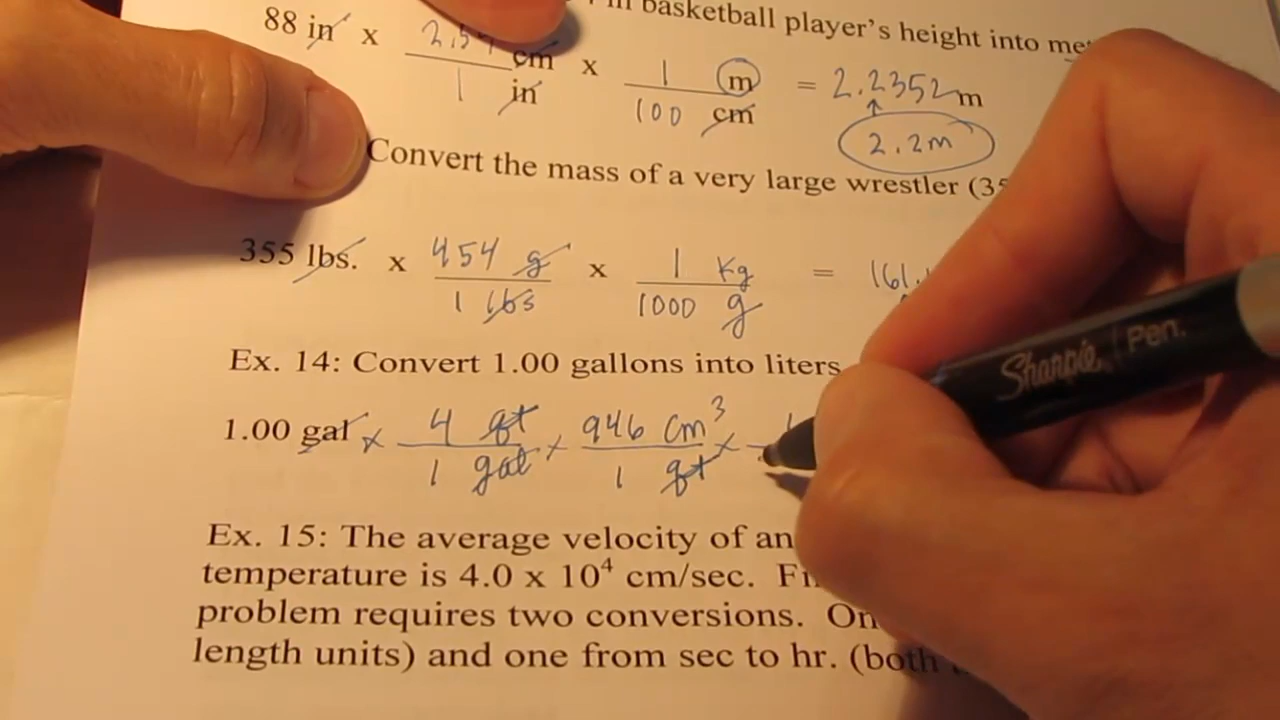 basketball player's height into
88 in x 2.54 cm x 1 m = 2.2352 m
1 in 100 cm
2.2 m
Convert the mass of a very large wrestler
355 lbs. x 454 g x 1 Kg = 161.
1 lbs 1000 g
Ex. 14: Convert 1.00 gallons into liters
1.00 gal x 4 qt x 946 cm³ x
1 gal 1 qt
Ex. 15: The average velocity of an
temperature is 4.0 x 10⁴ cm/sec.
problem requires two conversions.
length units) and one from sec to hr. (both
Sharpie Pen.